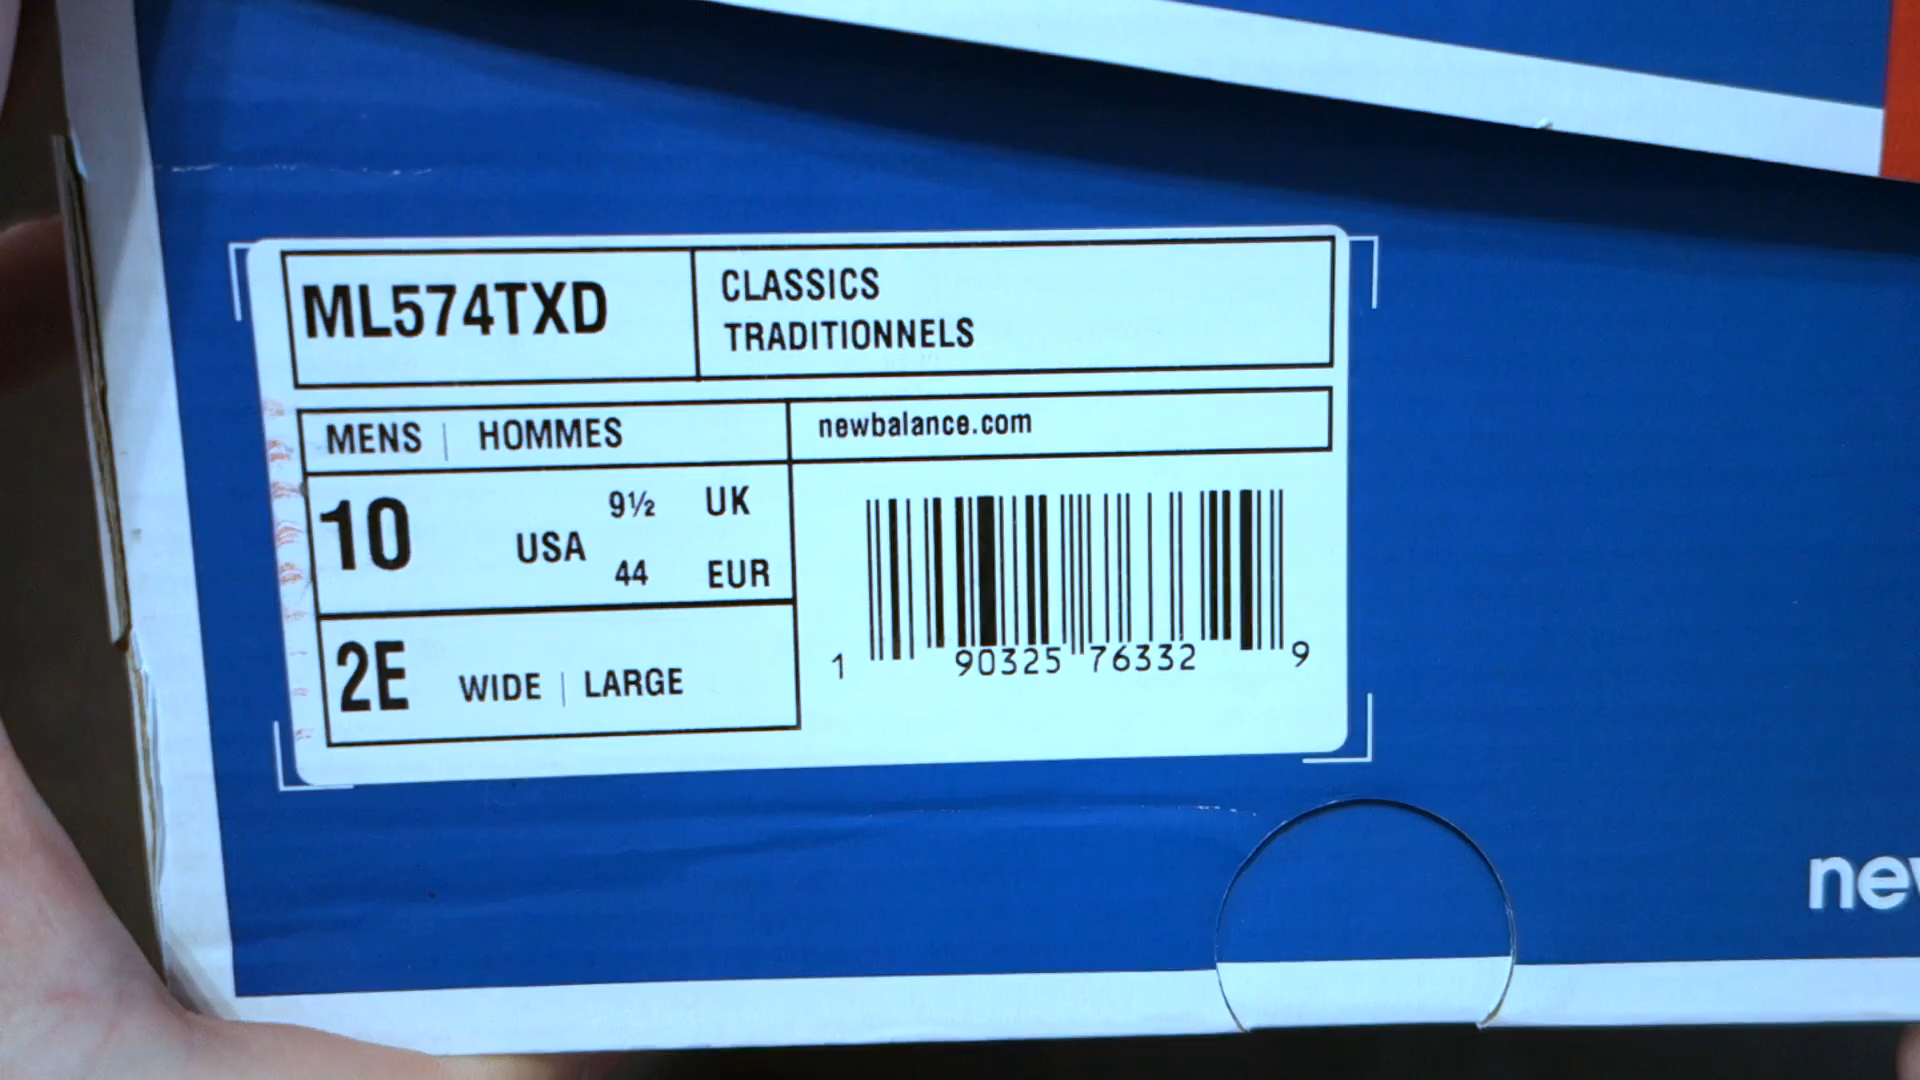 ML574TXD
CLASSICS
TRADITIONNELS
MENS | HOMMES
newbalance.com
10 USA 9½ UK
44 EUR
2E WIDE | LARGE
1 90325 76332 9